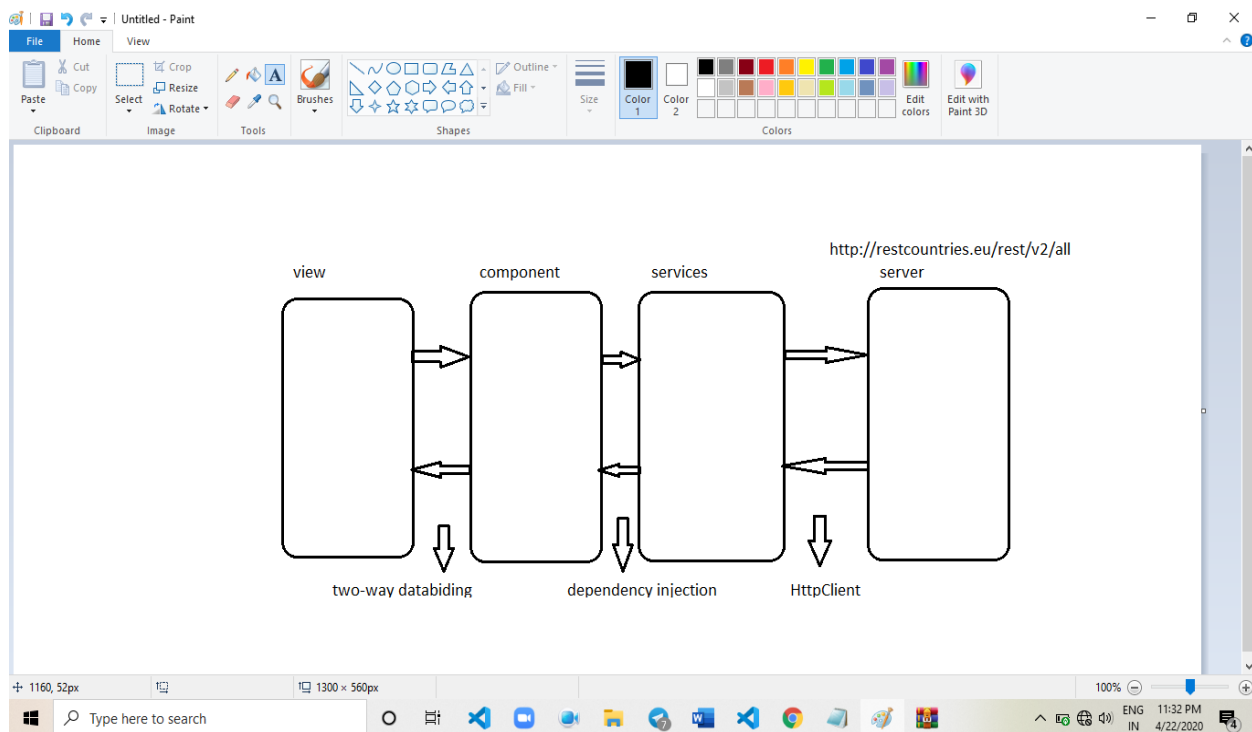 Untitled - Paint
File Home View
Paste
Cut
Copy
Clipboard
Select
Crop
Resize
Rotate
Image
A
Tools
Brushes
Outline
Fill
Shapes
Size
Color 1
Color 2
Edit colors
Colors
Edit with Paint 3D
http://restcountries.eu/rest/v2/all
view component services server
two-way databiding dependency injection HttpClient
1160, 52px 1300 × 560px 100%
Type here to search
7
W
ENG
IN
11:32 PM
4/22/2020
4